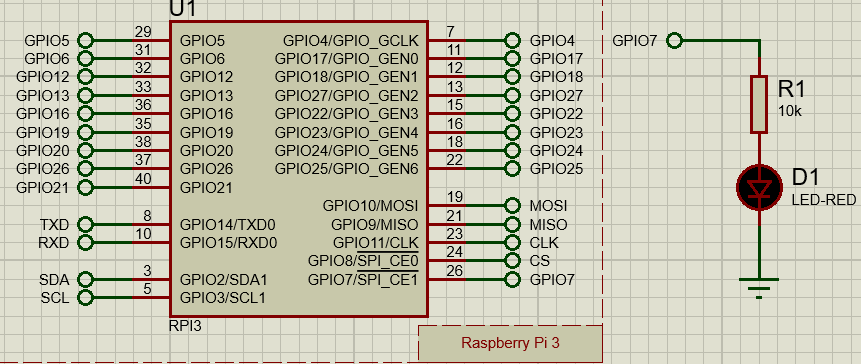 U1
GPIO5 29 GPIO5 GPIO4/GPIO_GCLK 7 GPIO4
GPIO6 31 GPIO6 GPIO17/GPIO_GEN0 11 GPIO17
GPIO12 32 GPIO12 GPIO18/GPIO_GEN1 12 GPIO18
GPIO13 33 GPIO13 GPIO27/GPIO_GEN2 13 GPIO27
GPIO16 36 GPIO16 GPIO22/GPIO_GEN3 15 GPIO22
GPIO19 35 GPIO19 GPIO23/GPIO_GEN4 16 GPIO23
GPIO20 38 GPIO20 GPIO24/GPIO_GEN5 18 GPIO24
GPIO26 37 GPIO26 GPIO25/GPIO_GEN6 22 GPIO25
GPIO21 40 GPIO21
GPIO10/MOSI 19 MOSI
TXD 8 GPIO14/TXD0 GPIO9/MISO 21 MISO
RXD 10 GPIO15/RXD0 GPIO11/CLK 23 CLK
GPIO8/SPI_CE0 24 CS
SDA 3 GPIO2/SDA1 GPIO7/SPI_CE1 26 GPIO7
SCL 5 GPIO3/SCL1
RPI3
Raspberry Pi 3
GPIO7
R1
10k
D1
LED-RED